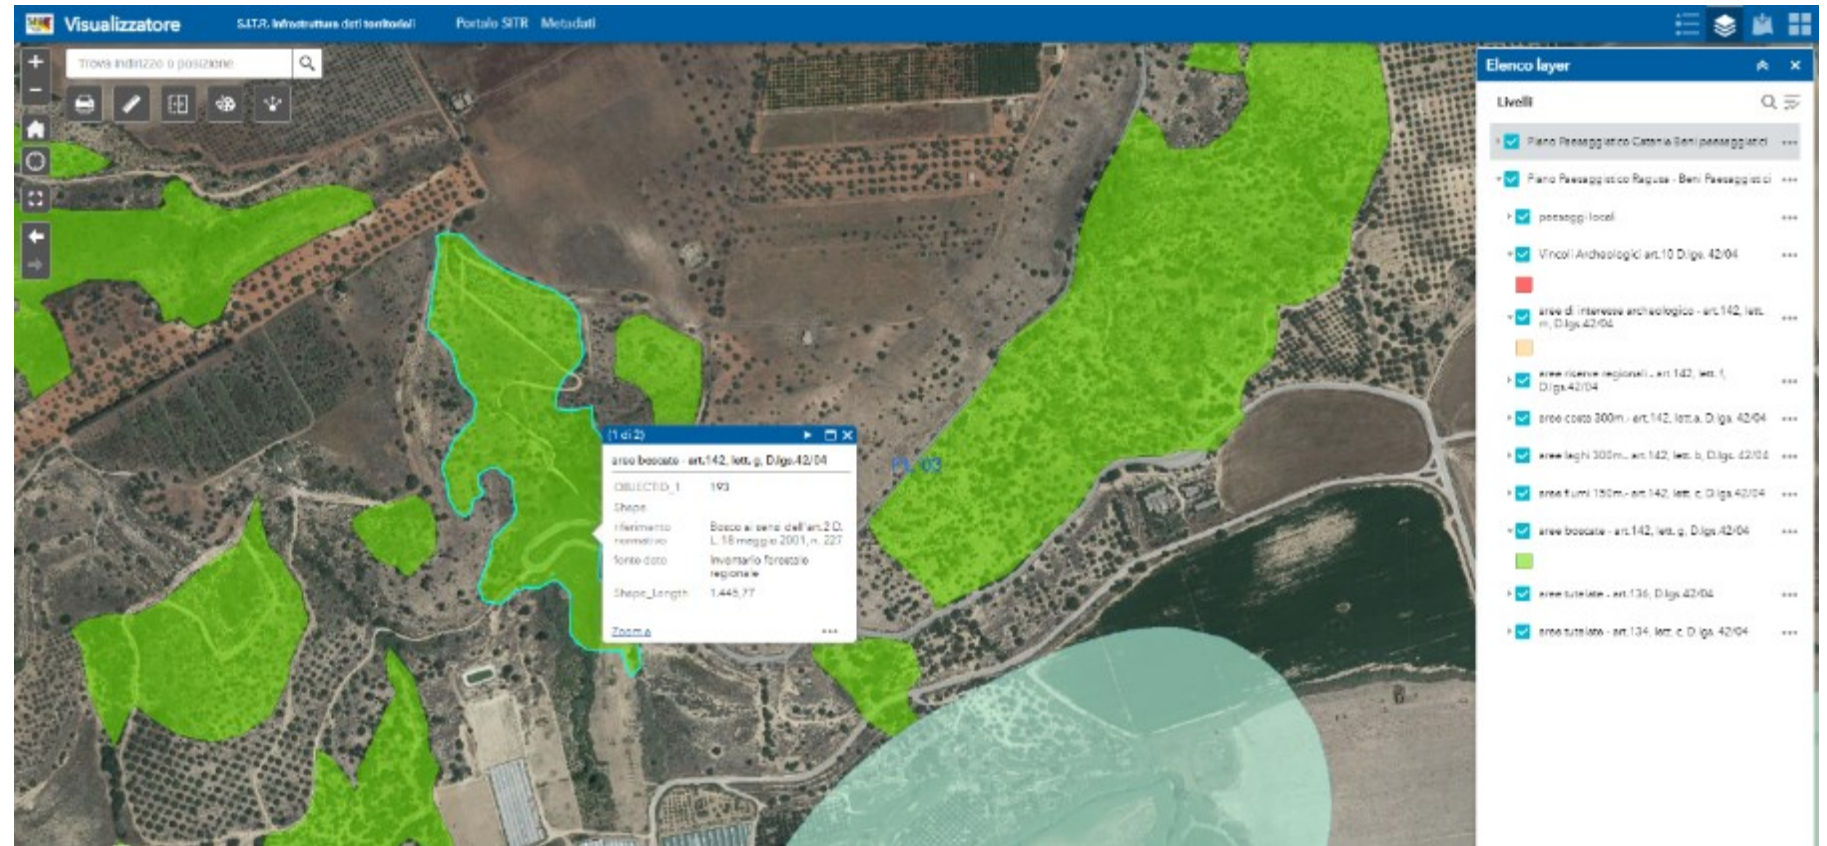 Visualizzatore
S.I.T.R. Infrastruttura dati territoriali
Portale SITR Metadati
Trova indirizzo o posizione
Elenco layer
Livelli
Piano Paesaggistico Catania Beni paesaggistici
Piano Paesaggistico Ragusa - Beni Paesaggistici
paesaggi locali
Vincoli Archeologici art.10 D.lgs. 42/04
aree di interesse archeologico - art.142, lett.
m, D.lgs.42/04
aree riserve regionali - art.142, lett. f,
D.lgs.42/04
aree costa 300m.- art.142, lett.a, D.lgs. 42/04
aree laghi 300m.- art.142, lett. b, D.lgs. 42/04
aree fiumi 150m.- art.142, lett. c, D.lgs.42/04
aree boscate - art.142, lett. g, D.lgs.42/04
aree tutelate - art.136, D.lgs.42/04
aree tutelate - art.134, lett. c, D.lgs. 42/04
PL 03
(1 di 2)
aree boscate - art.142, lett. g, D.lgs.42/04
OBJECTID_1 193
Shape
riferimento Bosco ai sensi dell'art.2 D.
normativo L. 18 maggio 2001, n. 227
fonte dato Inventario forestale
regionale
Shape_Length 1.445,77
Zoom a